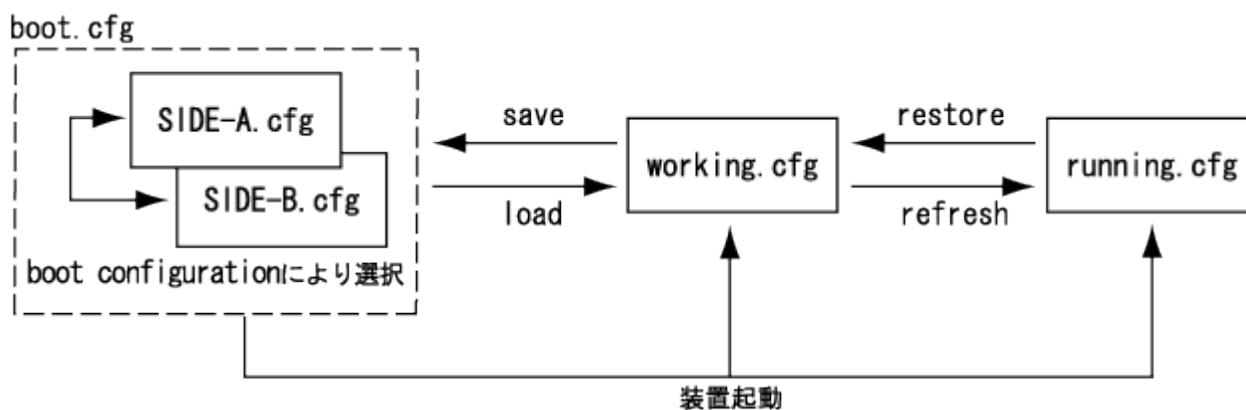 boot.cfg
SIDE-A.cfg
SIDE-B.cfg
boot configurationにより選択
save
load
working.cfg
restore
refresh
running.cfg
装置起動